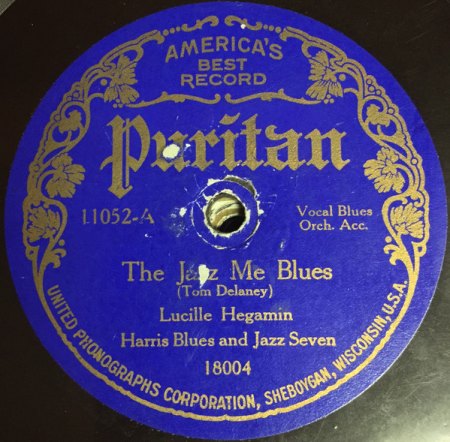 AMERICA'S
BEST
RECORD
Puritan
11052-A
Vocal Blues
Orch. Acc.
The Jazz Me Blues
(Tom Delaney)
Lucille Hegamin
Harris Blues and Jazz Seven
18004
UNITED PHONOGRAPHS CORPORATION, SHEBOYGAN, WISCONSIN, U.S.A.